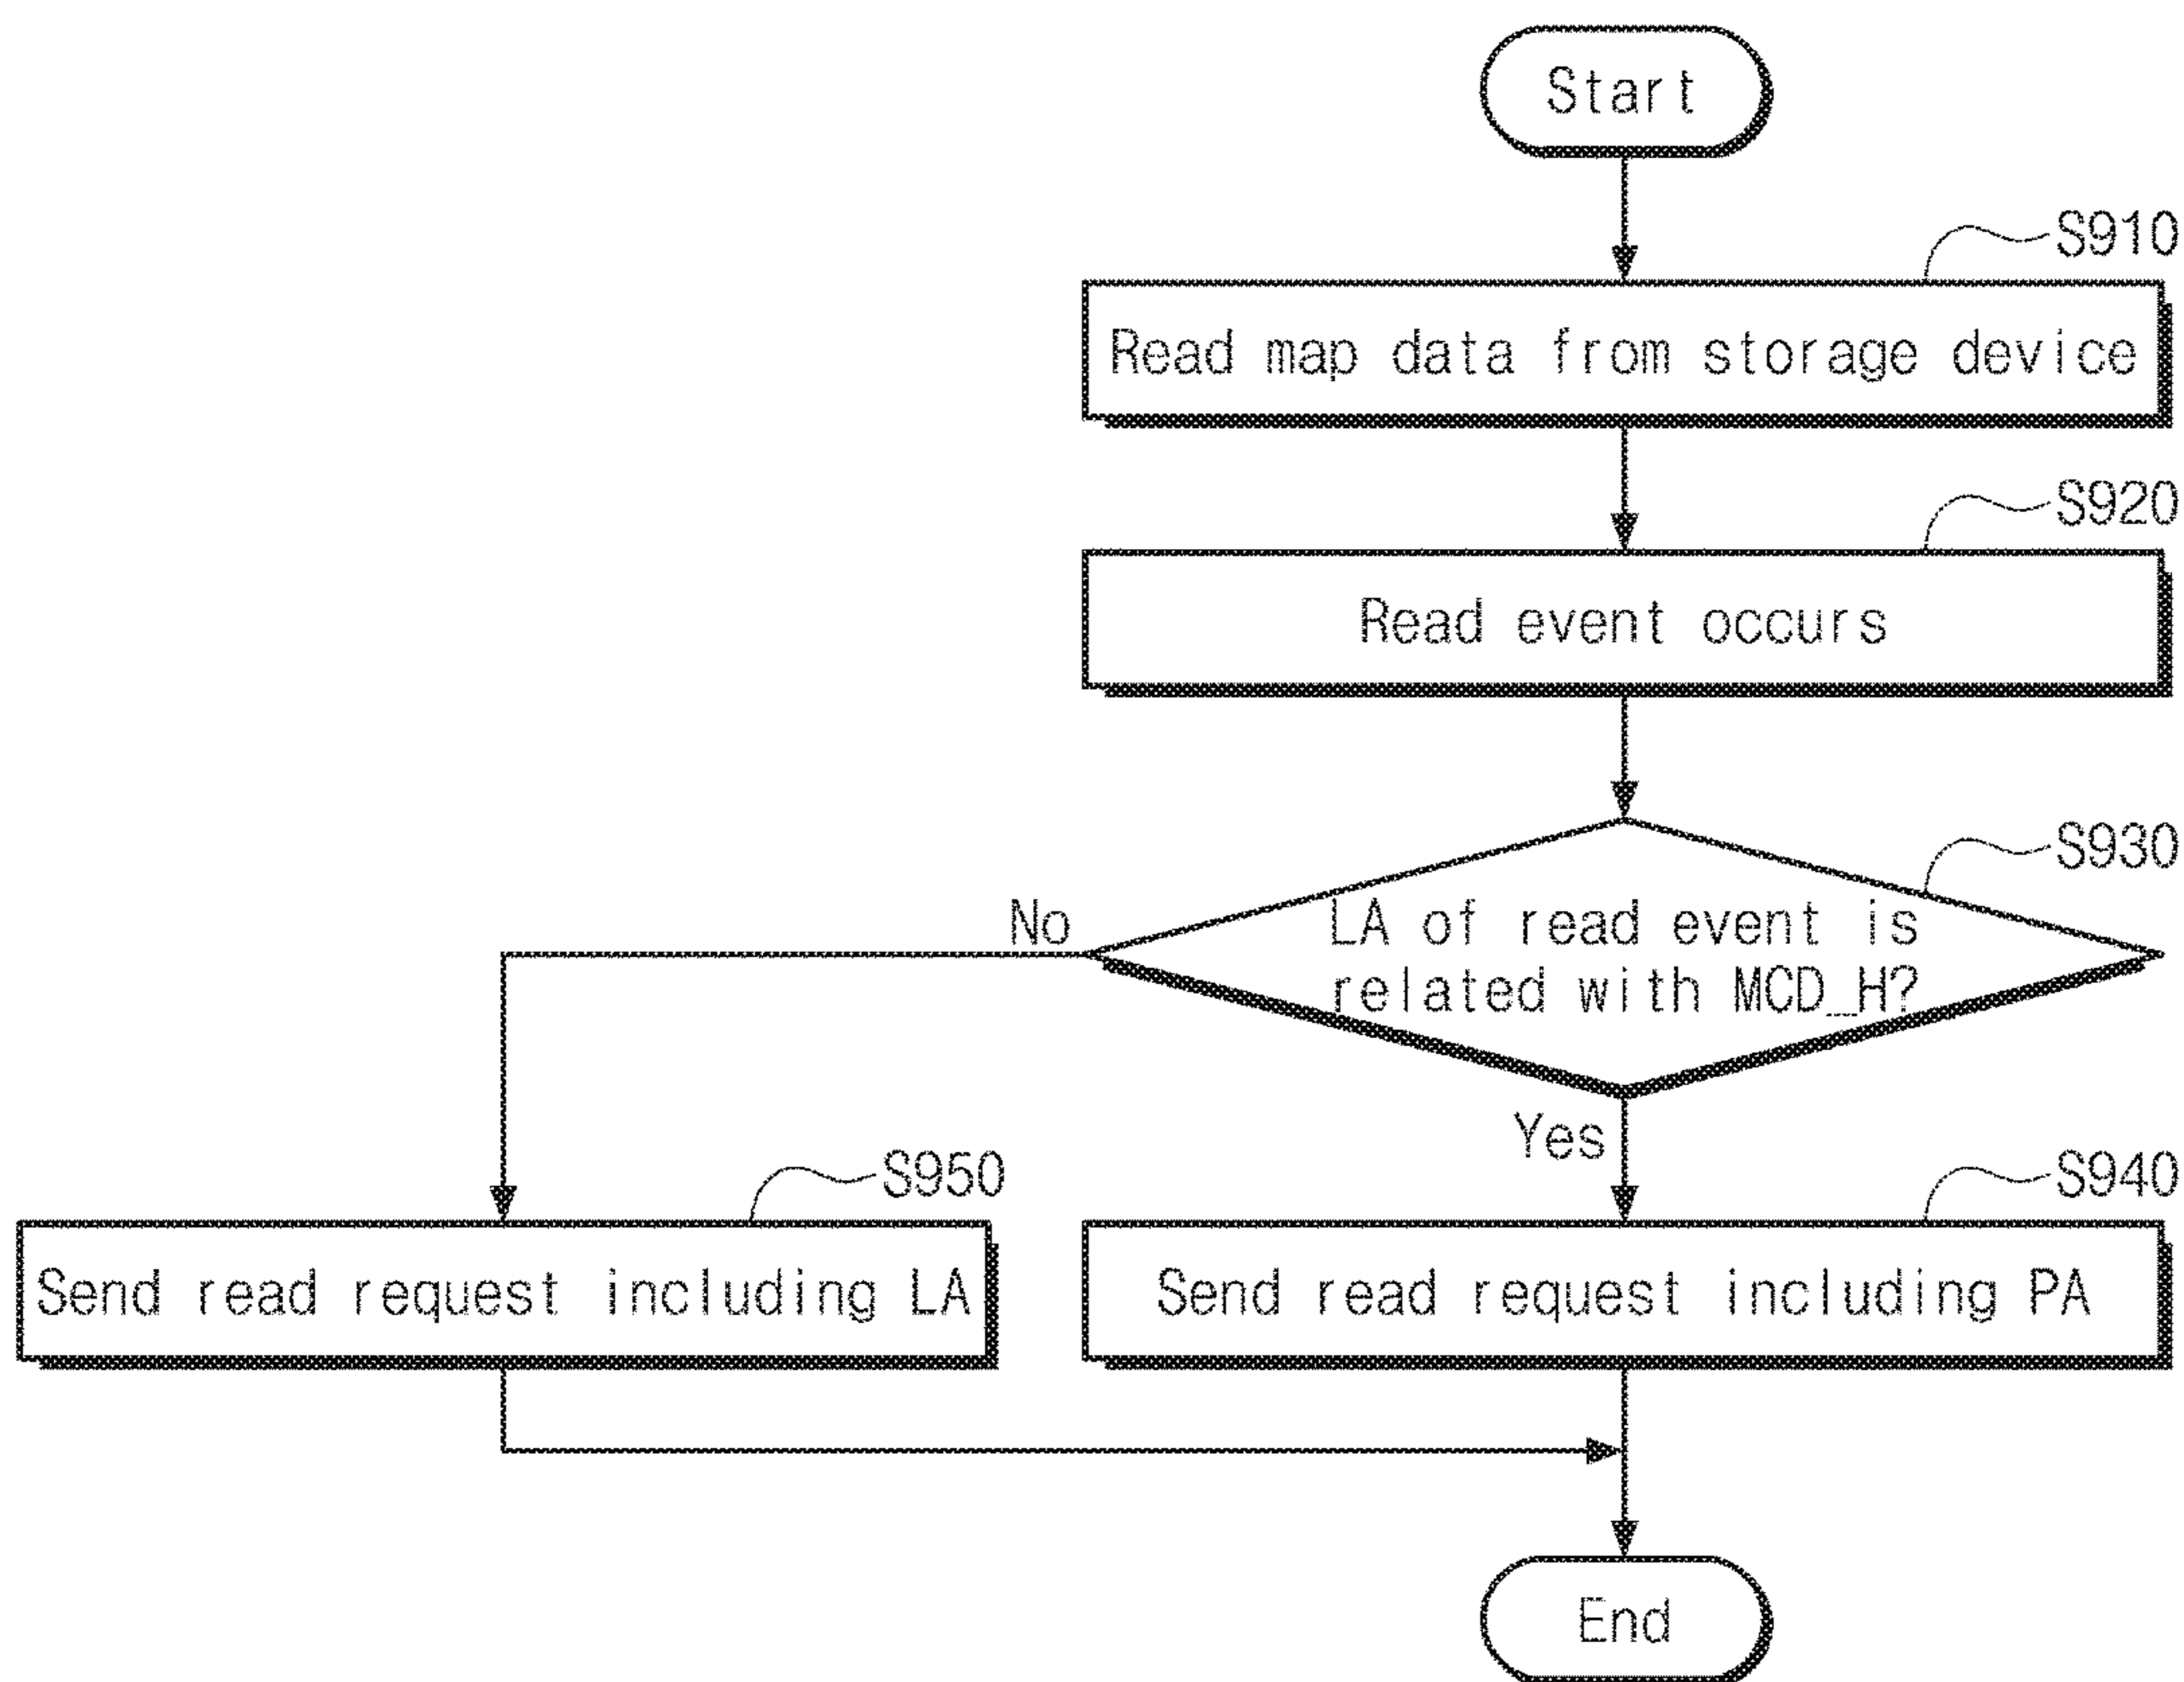 Start
S910
Read map data from storage device
S920
Read event occurs
S930
No
LA of read event is
related with MCD_H?
Yes
S950
S940
Send read request including LA
Send read request including PA
End